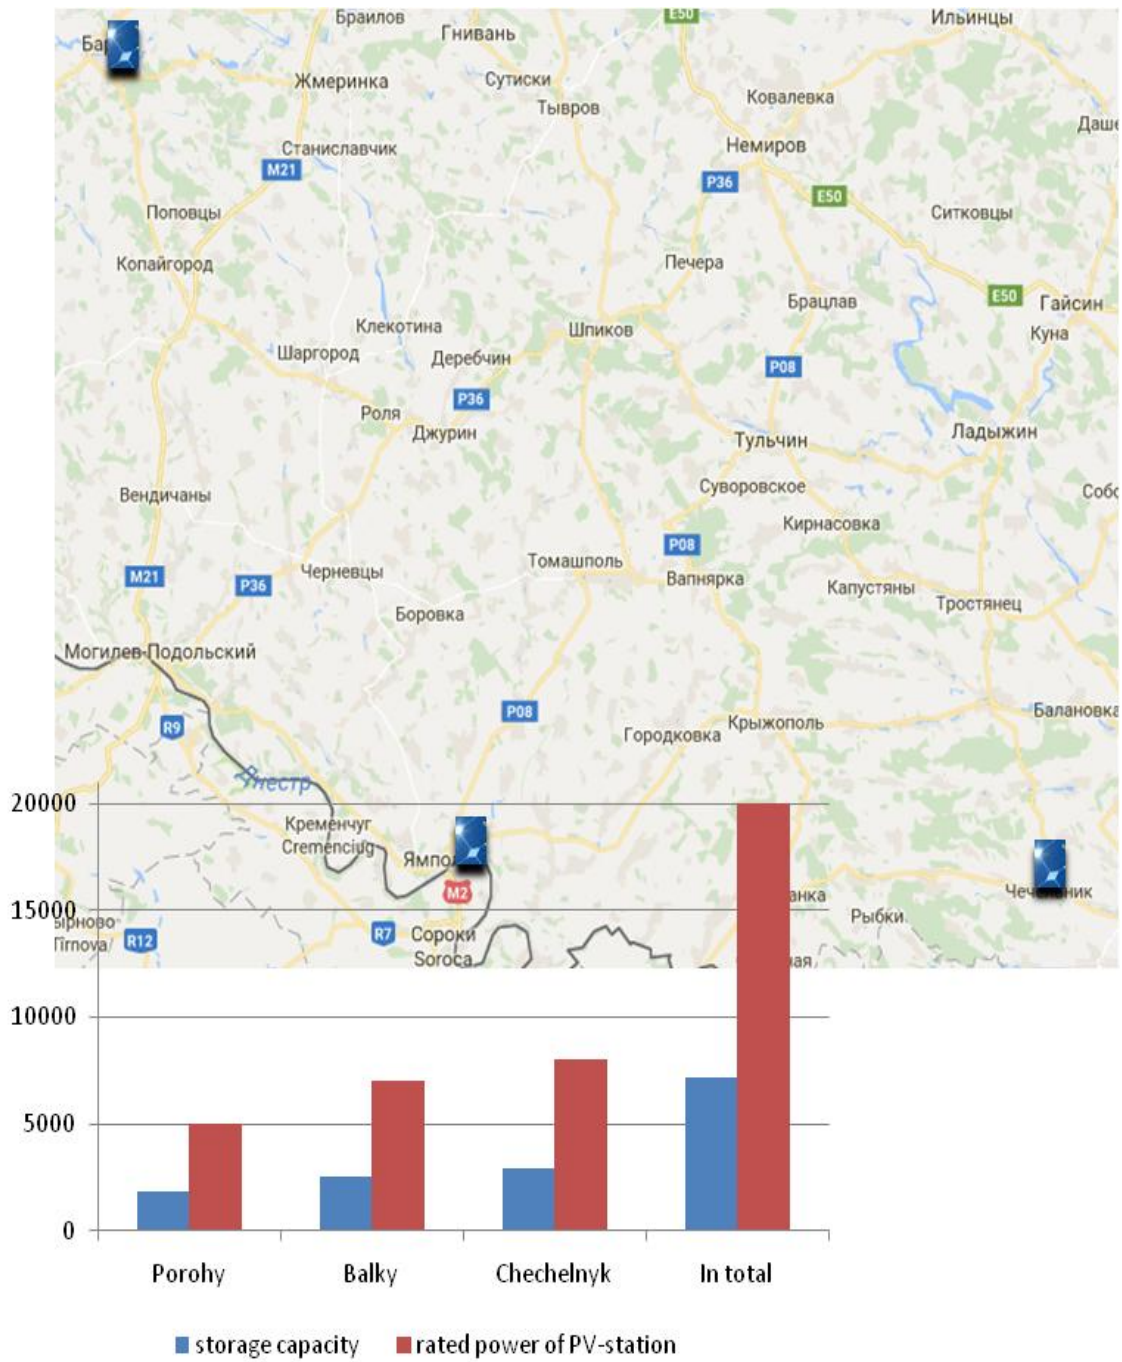 E50
Браилов
Гнивань
Ильинцы
Жмеринка
Сутиски
Тывров
Ковалевка
Станиславчик
Немиров
M21
P36
E50
Поповцы
Ситковцы
Копайгород
Печера
E50
Гайсин
Брацлав
Клекотина
Шпиков
Куна
Шаргород
Деребчин
P08
P36
Роля
Джурин
Тульчин
Ладыжин
Вендичаны
Суворовское
Кирнасовка
P08
Томашполь
Вапнярка
M21
P36
Черневцы
Капустяны
Тростянец
Боровка
Могилев-Подольский
P08
Балановка
R9
Городковка
Крыжополь
Днестр
20000
Кременчуг
Cremenciug
M2
15000
Рыбки
R12
R7
Сороки
Soroca
10000
5000
0
Porohy
Balky
Chechelnyk
In total
storage capacity
rated power of PV-station